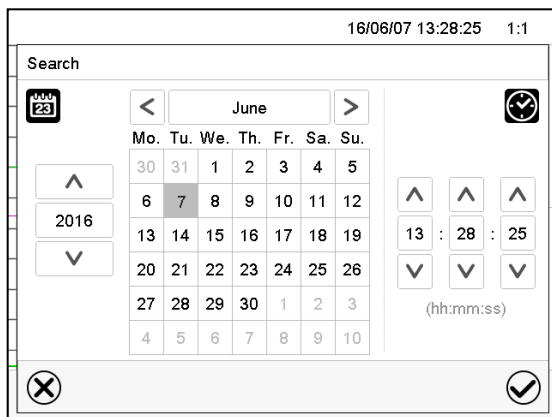 16/06/07 13:28:25 1:1
Search
23
< June >
Mo. Tu. We. Th. Fr. Sa. Su.
30 31 1 2 3 4 5
6 7 8 9 10 11 12
2016
13 : 28 : 25
13 14 15 16 17 18 19
20 21 22 23 24 25 26
27 28 29 30 1 2 3
(hh:mm:ss)
4 5 6 7 8 9 10